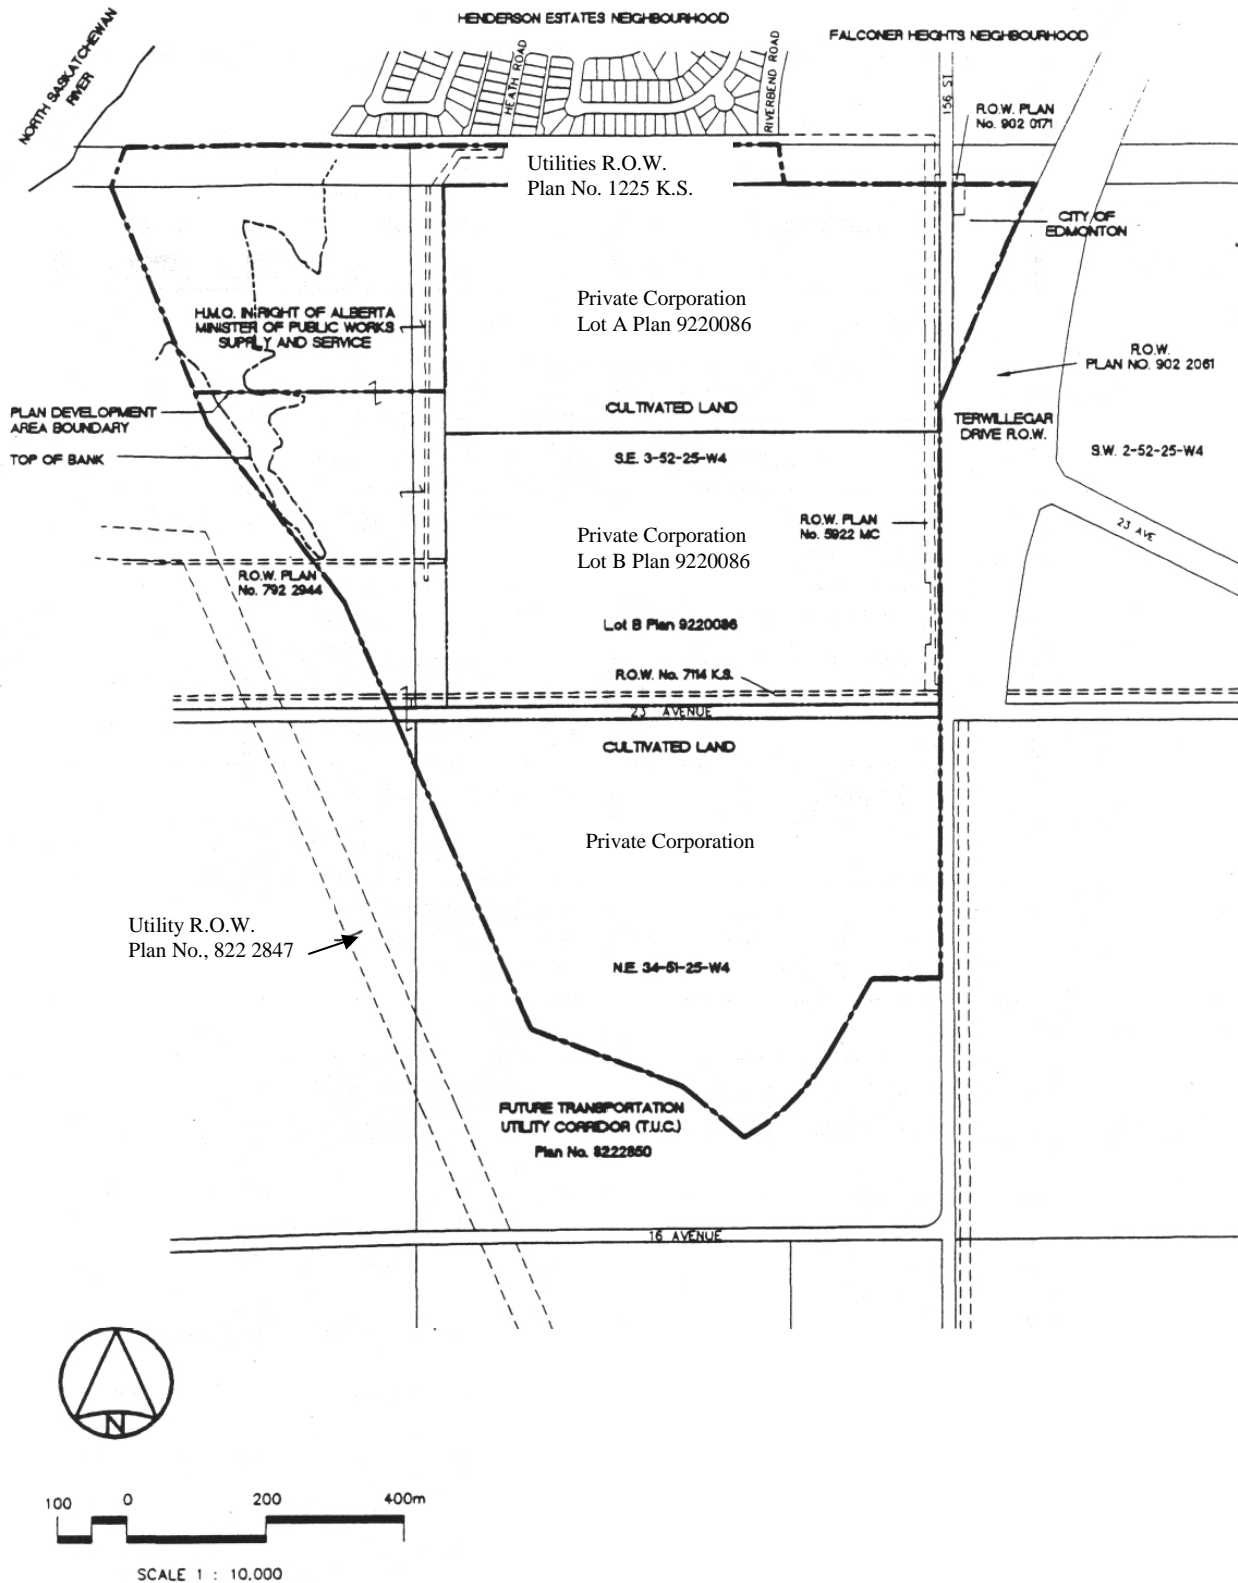 HENDERSON ESTATES NEIGHBOURHOOD
FALCONER HEIGHTS NEIGHBOURHOOD
NORTH SASKATCHEWAN
RIVER
HEATH ROAD
RIVERBEND ROAD
156 ST
R.O.W. PLAN
No. 902 0171
Utilities R.O.W.
Plan No. 1225 K.S.
CITY OF
EDMONTON
Private Corporation
Lot A Plan 9220086
H.M.Q. IN RIGHT OF ALBERTA
MINISTER OF PUBLIC WORKS
SUPPLY AND SERVICE
R.O.W.
PLAN NO. 902 2061
PLAN DEVELOPMENT
AREA BOUNDARY
CULTIVATED LAND
TERWILLEGAR
DRIVE R.O.W.
TOP OF BANK
S.E. 3-52-25-W4
S.W. 2-52-25-W4
R.O.W. PLAN
No. 5922 MC
23 AVE
Private Corporation
Lot B Plan 9220086
R.O.W. PLAN
No. 792 2944
Lot B Plan 9220086
R.O.W. No. 7114 K.S.
23 AVENUE
CULTIVATED LAND
Private Corporation
Utility R.O.W.
Plan No., 822 2847
N.E. 34-51-25-W4
FUTURE TRANSPORTATION
UTILITY CORRIDOR (T.U.C.)
Plan No. 8222850
16 AVENUE
N
100 0 200 400m
SCALE 1 : 10,000